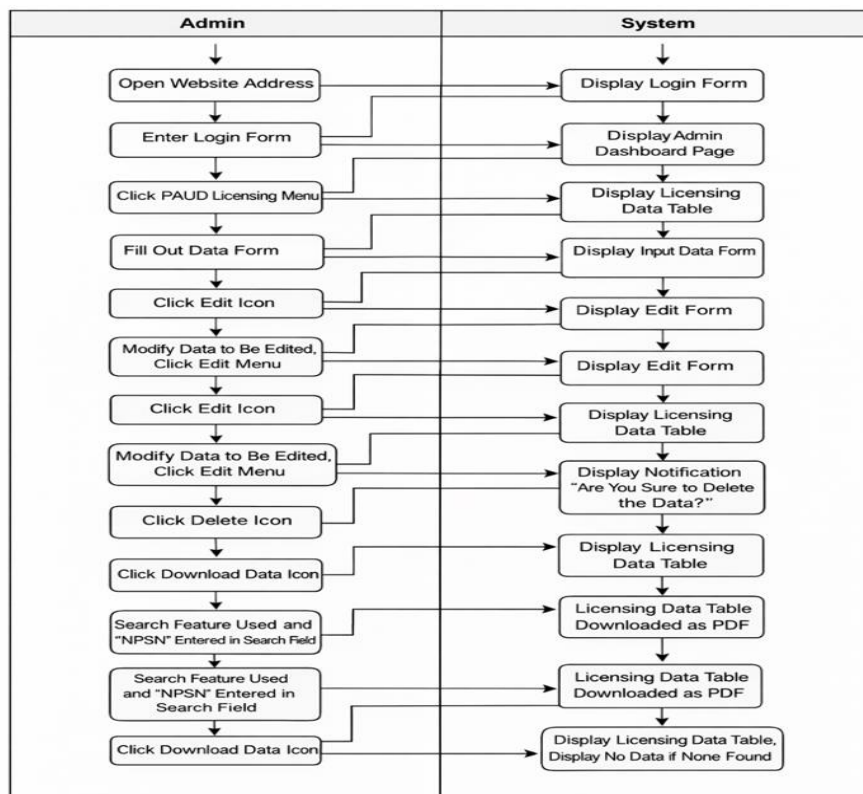 Admin
System
Open Website Address
Display Login Form
Enter Login Form
Display Admin
Dashboard Page
Click PAUD Licensing Menu
Display Licensing
Data Table
Fill Out Data Form
Display Input Data Form
Click Edit Icon
Display Edit Form
Modify Data to Be Edited,
Click Edit Menu
Display Edit Form
Click Edit Icon
Display Licensing
Data Table
Modify Data to Be Edited,
Click Edit Menu
Display Notification
“Are You Sure to Delete
the Data?”
Click Delete Icon
Display Licensing
Data Table
Click Download Data Icon
Licensing Data Table
Downloaded as PDF
Search Feature Used and
“NPSN” Entered in Search Field
Licensing Data Table
Downloaded as PDF
Search Feature Used
and “NPSN” Entered in
Search Field
Display Licensing Data Table,
Display No Data if None Found
Click Download Data Icon